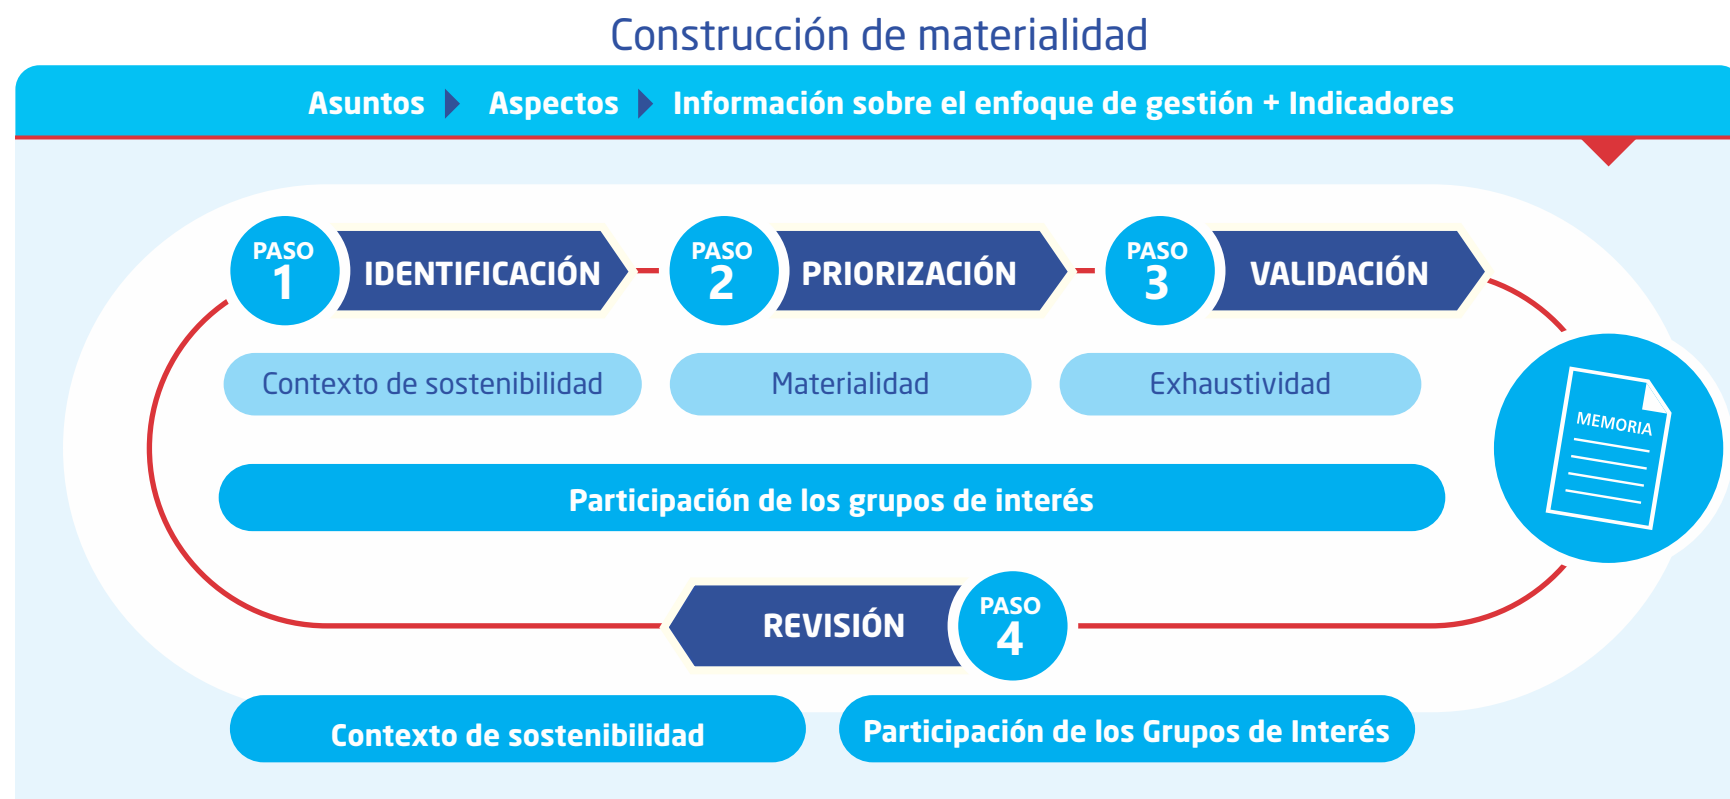 Construcción de materialidad
Asuntos Aspectos Información sobre el enfoque de gestión + Indicadores
PASO
1
IDENTIFICACIÓN
PASO
2
PRIORIZACIÓN
PASO
3
VALIDACIÓN
Contexto de sostenibilidad
Materialidad
Exhaustividad
MEMORIA
Participación de los grupos de interés
REVISIÓN
PASO
4
Contexto de sostenibilidad
Participación de los Grupos de Interés